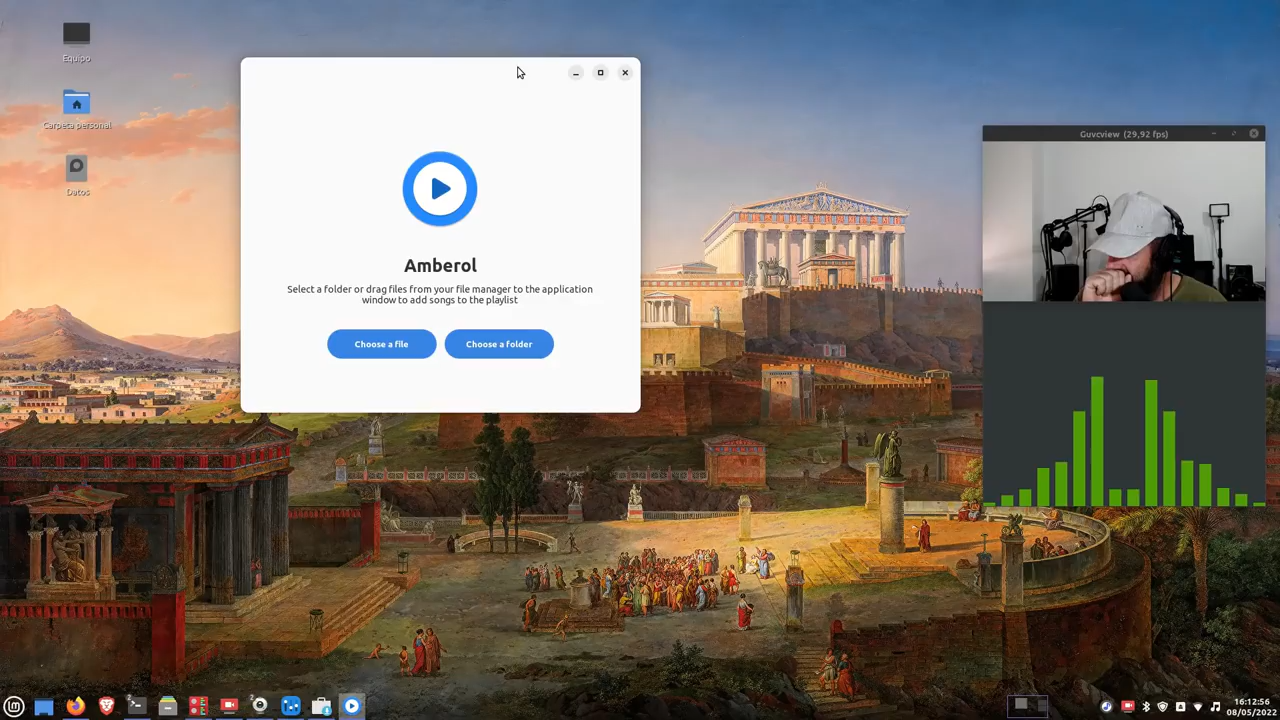 Equipo
Carpeta personal
Datos
Amberol
Select a folder or drag files from your file manager to the application
window to add songs to the playlist
Choose a file
Choose a folder
Guvcview (29,92 fps)
16:12:56
08/05/2022